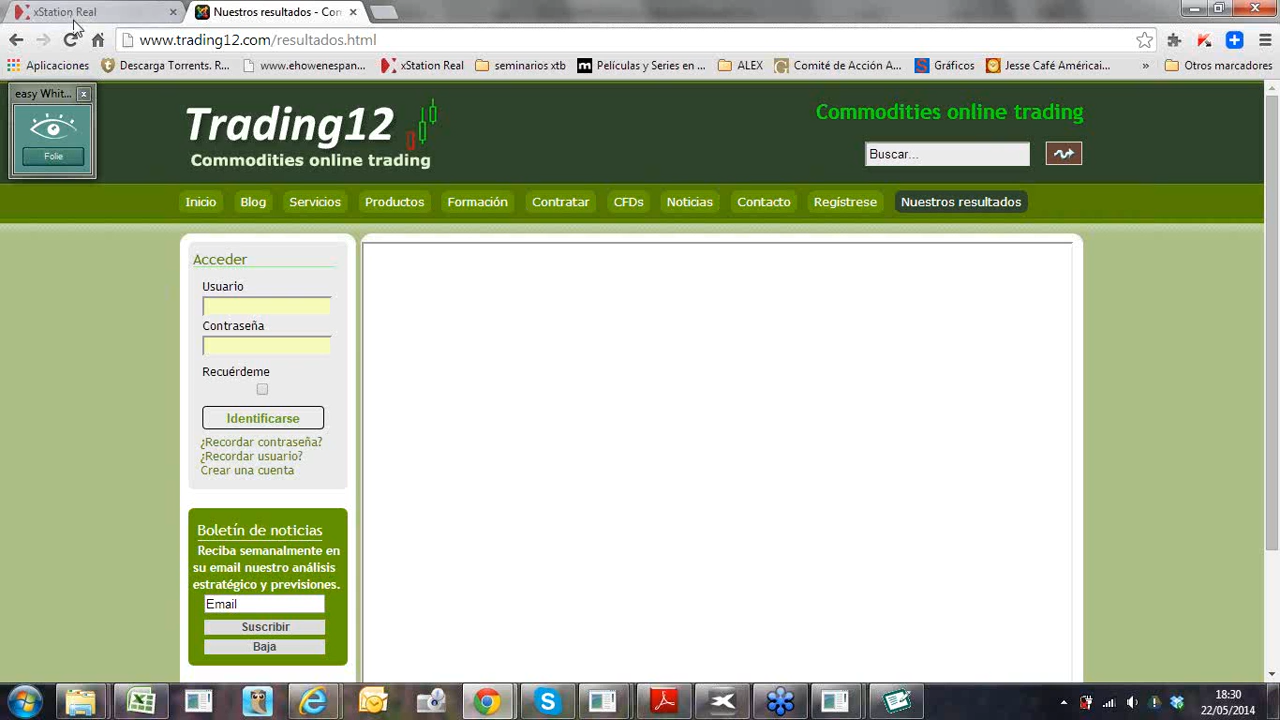 xStation Real
Nuestros resultados - Con
www.trading12.com/resultados.html
Aplicaciones
Descarga Torrents. R...
www.ehowenespan...
xStation Real
seminarios xtb
Películas y Series en ...
ALEX
Comité de Acción A...
Gráficos
Jesse Café Américai...
»
Otros marcadores
easy Whit...
Folie
Trading12
Commodities online trading
Commodities online trading
Buscar...
Inicio
Blog
Servicios
Productos
Formación
Contratar
CFDs
Noticias
Contacto
Regístrese
Nuestros resultados
Acceder
Usuario
Contraseña
Recuérdeme
Identificarse
¿Recordar contraseña?
¿Recordar usuario?
Crear una cuenta
Boletín de noticias
Reciba semanalmente en
su email nuestro análisis
estratégico y previsiones.
Email
Suscribir
Baja
18:30
22/05/2014